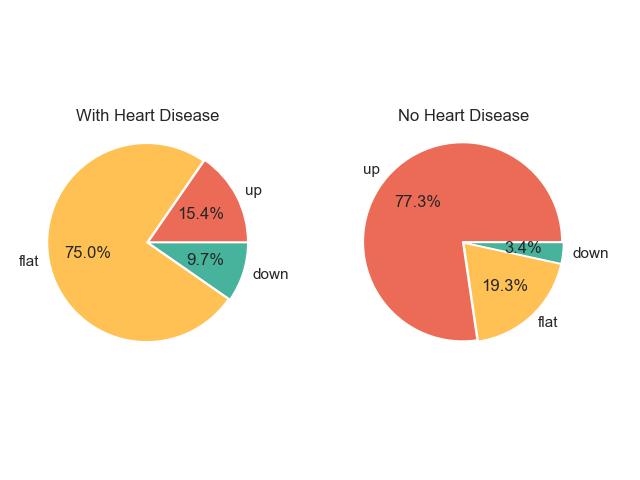 With Heart Disease
up
15.4%
flat
75.0%
9.7%
down
No Heart Disease
up
77.3%
3.4%
down
19.3%
flat